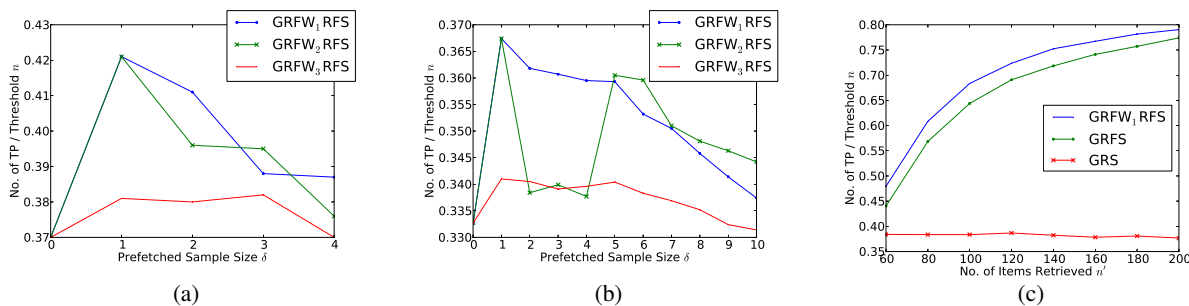 0.43
0.42
0.41
0.40
0.39
0.38
0.37
No. of TP / Threshold n
0 1 2 3 4
Prefetched Sample Size δ
GRFW₁RFS
GRFW₂RFS
GRFW₃RFS
(a)
0.370
0.365
0.360
0.355
0.350
0.345
0.340
0.335
0.330
No. of TP / Threshold n
0 1 2 3 4 5 6 7 8 9 10
Prefetched Sample Size δ
GRFW₁RFS
GRFW₂RFS
GRFW₃RFS
(b)
0.80
0.75
0.70
0.65
0.60
0.55
0.50
0.45
0.40
0.35
No. of TP / Threshold n
60 80 100 120 140 160 180 200
No. of Items Retrieved n′
GRFW₁RFS
GRFS
GRS
(c)